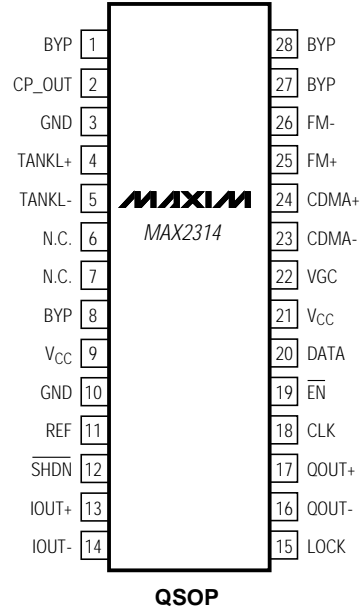 BYP 1 28 BYP
CP_OUT 2 27 BYP
GND 3 26 FM-
TANKL+ 4 25 FM+
TANKL- 5 MAXIM 24 CDMA+
N.C. 6 MAX2314 23 CDMA-
N.C. 7 22 VGC
BYP 8 21 VCC
VCC 9 20 DATA
GND 10 19 EN
REF 11 18 CLK
SHDN 12 17 QOUT+
IOUT+ 13 16 QOUT-
IOUT- 14 15 LOCK
QSOP